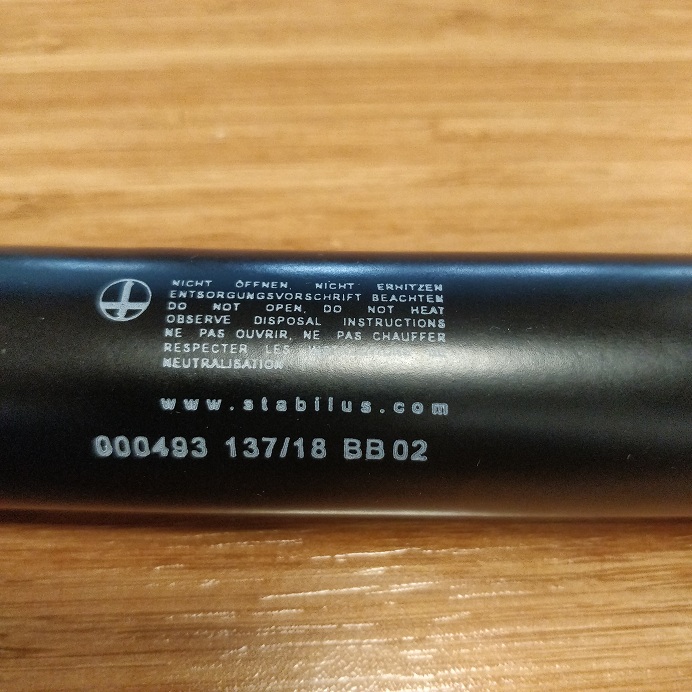 NICHT ÖFFNEN, NICHT ERHITZEN
ENTSORGUNGSVORSCHRIFT BEACHTEN
DO NOT OPEN, DO NOT HEAT
OBSERVE DISPOSAL INSTRUCTIONS
NE PAS OUVRIR, NE PAS CHAUFFER
RESPECTER LES
NEUTRALISATION
www.stabilus.com
000493 137/18 BB 02